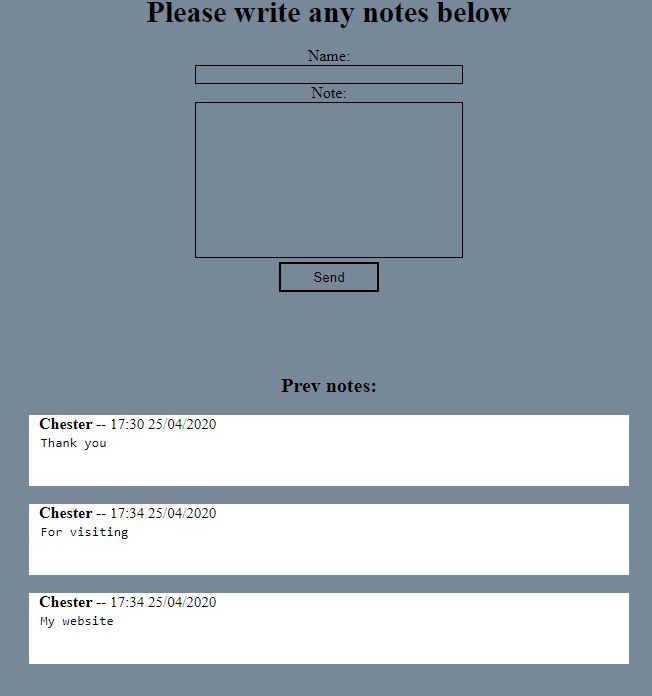 Please write any notes below
Name:
Note:
Send
Prev notes:
Chester -- 17:30 25/04/2020
Thank you
Chester -- 17:34 25/04/2020
For visiting
Chester -- 17:34 25/04/2020
My website